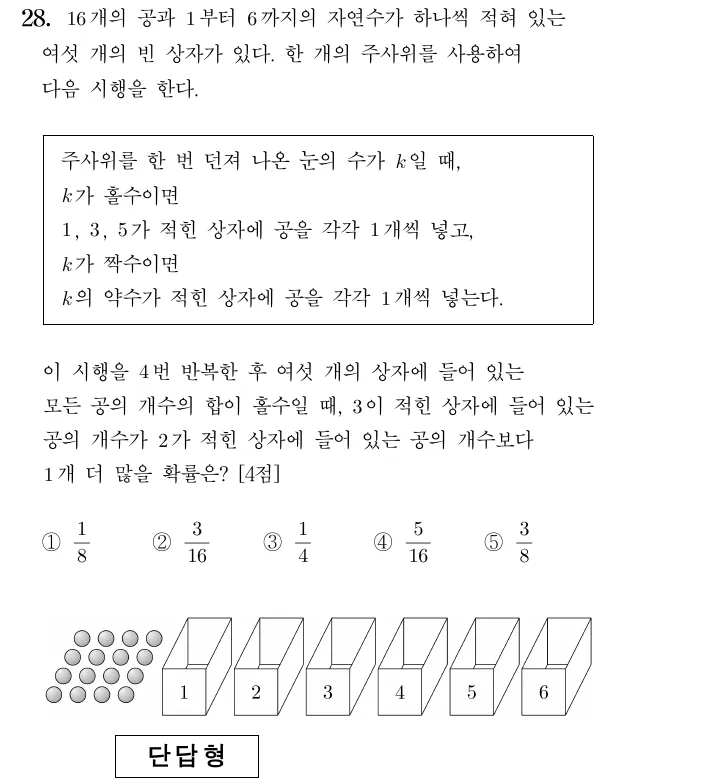 28. 16개의 공과 1부터 6까지의 자연수가 하나씩 적혀 있는
여섯 개의 빈 상자가 있다. 한 개의 주사위를 사용하여
다음 시행을 한다.
주사위를 한 번 던져 나온 눈의 수가 k일 때,
k가 홀수이면
1, 3, 5가 적힌 상자에 공을 각각 1개씩 넣고,
k가 짝수이면
k의 약수가 적힌 상자에 공을 각각 1개씩 넣는다.
이 시행을 4번 반복한 후 여섯 개의 상자에 들어 있는
모든 공의 개수의 합이 홀수일 때, 3이 적힌 상자에 들어 있는
공의 개수가 2가 적힌 상자에 들어 있는 공의 개수보다
1개 더 많을 확률은? [4점]
① 1/8 ② 3/16 ③ 1/4 ④ 5/16 ⑤ 3/8
1 2 3 4 5 6
단답형